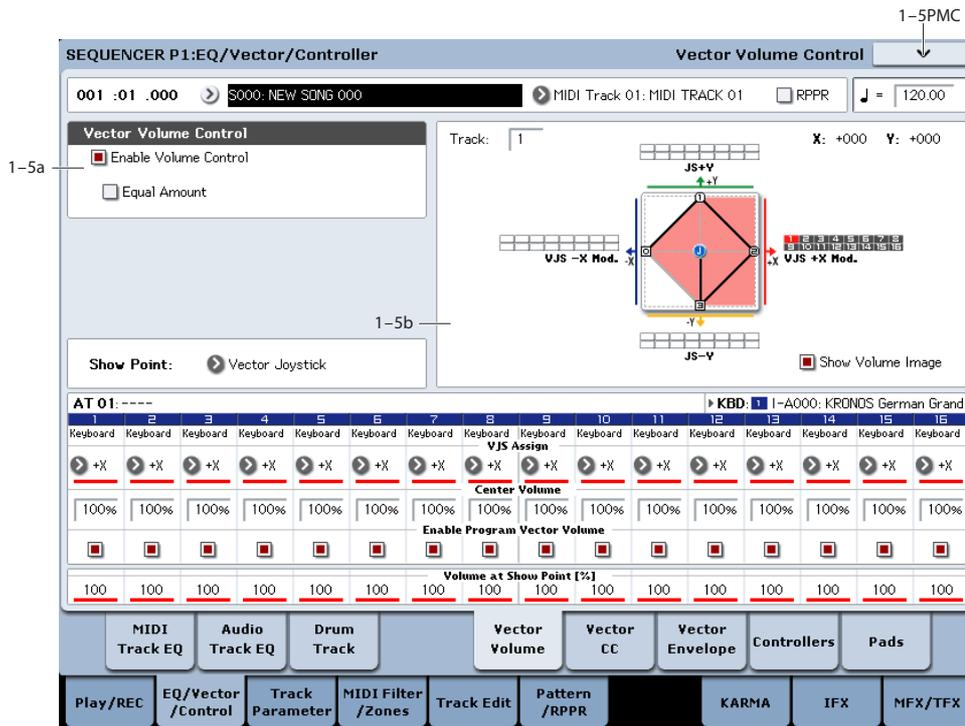 1–5PMC
SEQUENCER P1:EQ/Vector/Controller Vector Volume Control
001 :01 .000 S000: NEW SONG 000 MIDI Track 01: MIDI TRACK 01 RPPR ♩ = 120.00
Vector Volume Control
1–5a
Enable Volume Control
Equal Amount
Track: 1 X: +000 Y: +000
JS+Y
+Y
1
1 2 3 4 5 6 7 8
9 10 11 12 13 14 15 16
VJS -X Mod. -X 0 J 2 +X VJS +X Mod.
3
-Y
JS-Y
1–5b
Show Point: Vector Joystick
Show Volume Image
AT 01: ---- KBD: 1 I-A000: KRONOS German Grand
1 2 3 4 5 6 7 8 9 10 11 12 13 14 15 16
Keyboard Keyboard Keyboard Keyboard Keyboard Keyboard Keyboard Keyboard Keyboard Keyboard Keyboard Keyboard Keyboard Keyboard Keyboard Keyboard
VJS Assign
+X +X +X +X +X +X +X +X +X +X +X +X +X +X +X +X
Center Volume
100% 100% 100% 100% 100% 100% 100% 100% 100% 100% 100% 100% 100% 100% 100% 100%
Enable Program Vector Volume
Volume at Show Point [%]
100 100 100 100 100 100 100 100 100 100 100 100 100 100 100 100
MIDI Track EQ Audio Track EQ Drum Track Vector Volume Vector CC Vector Envelope Controllers Pads
Play/REC EQ/Vector /Control Track Parameter MIDI Filter /Zones Track Edit Pattern /RPPR KARMA IFX MFX/TFX